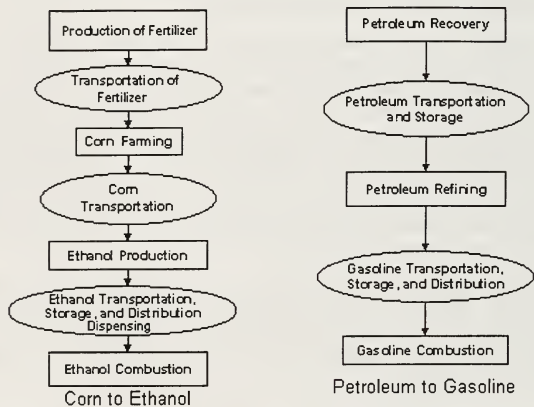 Production of Fertilizer
Transportation of
Fertilizer
Corn Farming
Corn
Transportation
Ethanol Production
Ethanol Transportation,
Storage, and Distribution
Dispensing
Ethanol Combustion
Corn to Ethanol
Petroleum Recovery
Petroleum Transportation
and Storage
Petroleum Refining
Gasoline Transportation,
Storage, and Distribution
Gasoline Combustion
Petroleum to Gasoline